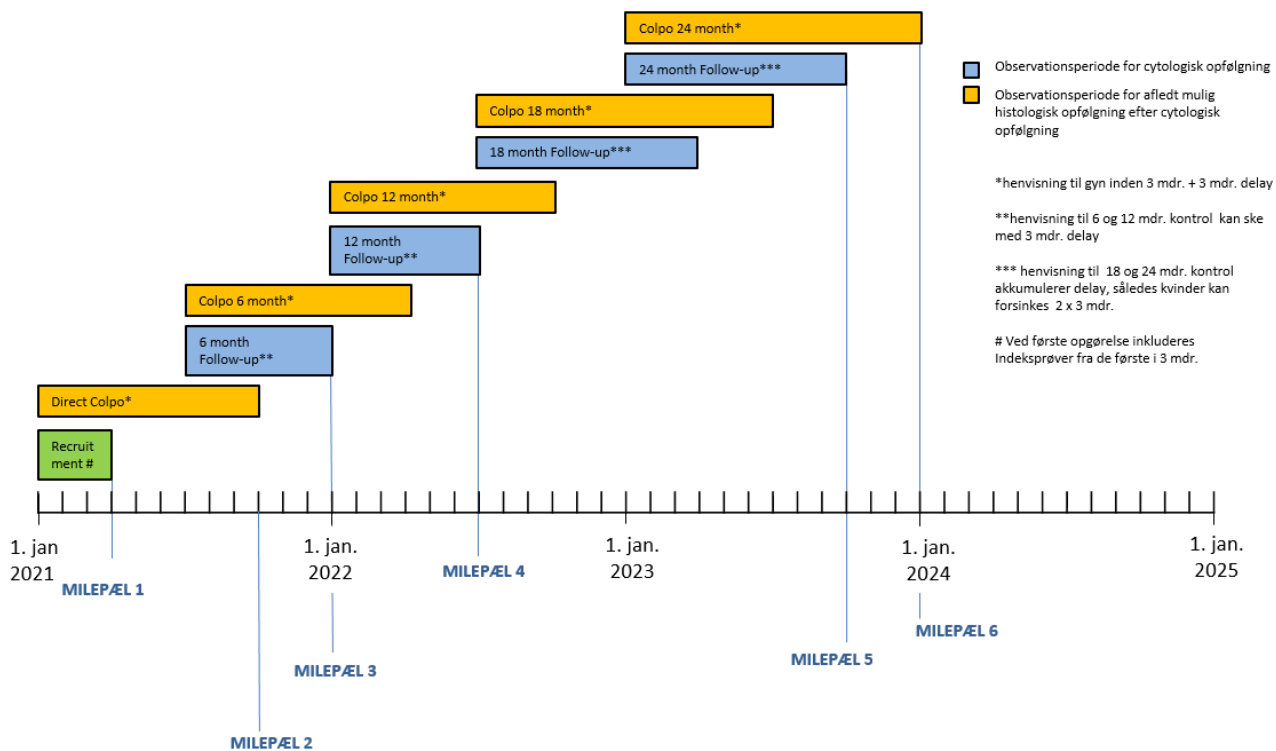 Colpo 24 month*
24 month Follow-up***
Colpo 18 month*
18 month Follow-up***
Colpo 12 month*
12 month
Follow-up**
Colpo 6 month*
6 month
Follow-up**
Direct Colpo*
Recruit
ment #
Observationsperiode for cytologisk opfølgning
Observationsperiode for afledt mulig
histologisk opfølgning efter cytologisk
opfølgning
*henvisning til gyn inden 3 mdr. + 3 mdr. delay
**henvisning til 6 og 12 mdr. kontrol kan ske
med 3 mdr. delay
*** henvisning til 18 og 24 mdr. kontrol
akkumulerer delay, således kvinder kan
forsinkes 2 x 3 mdr.
# Ved første opgørelse inkluderes
Indeksprøver fra de første i 3 mdr.
1. jan
2021
1. jan.
2022
1. jan.
2023
1. jan.
2024
1. jan.
2025
MILEPÆL 1
MILEPÆL 4
MILEPÆL 6
MILEPÆL 3
MILEPÆL 5
MILEPÆL 2